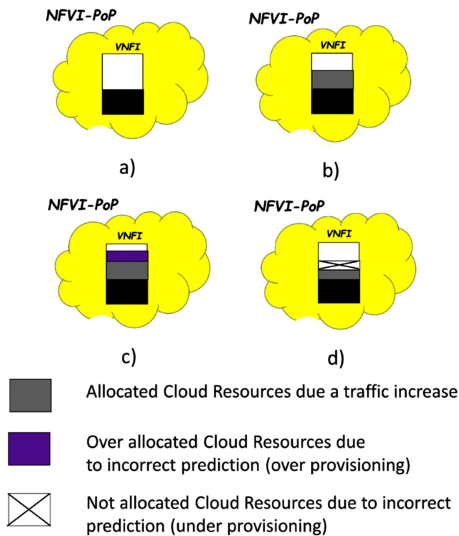 NFVI-PoP
NFVI-PoP
VNFI
VNFI
a)
b)
NFVI-PoP
NFVI-PoP
VNFI
VNFI
c)
d)
Allocated Cloud Resources due a traffic increase
Over allocated Cloud Resources due
to incorrect prediction (over provisioning)
Not allocated Cloud Resources due to incorrect
prediction (under provisioning)